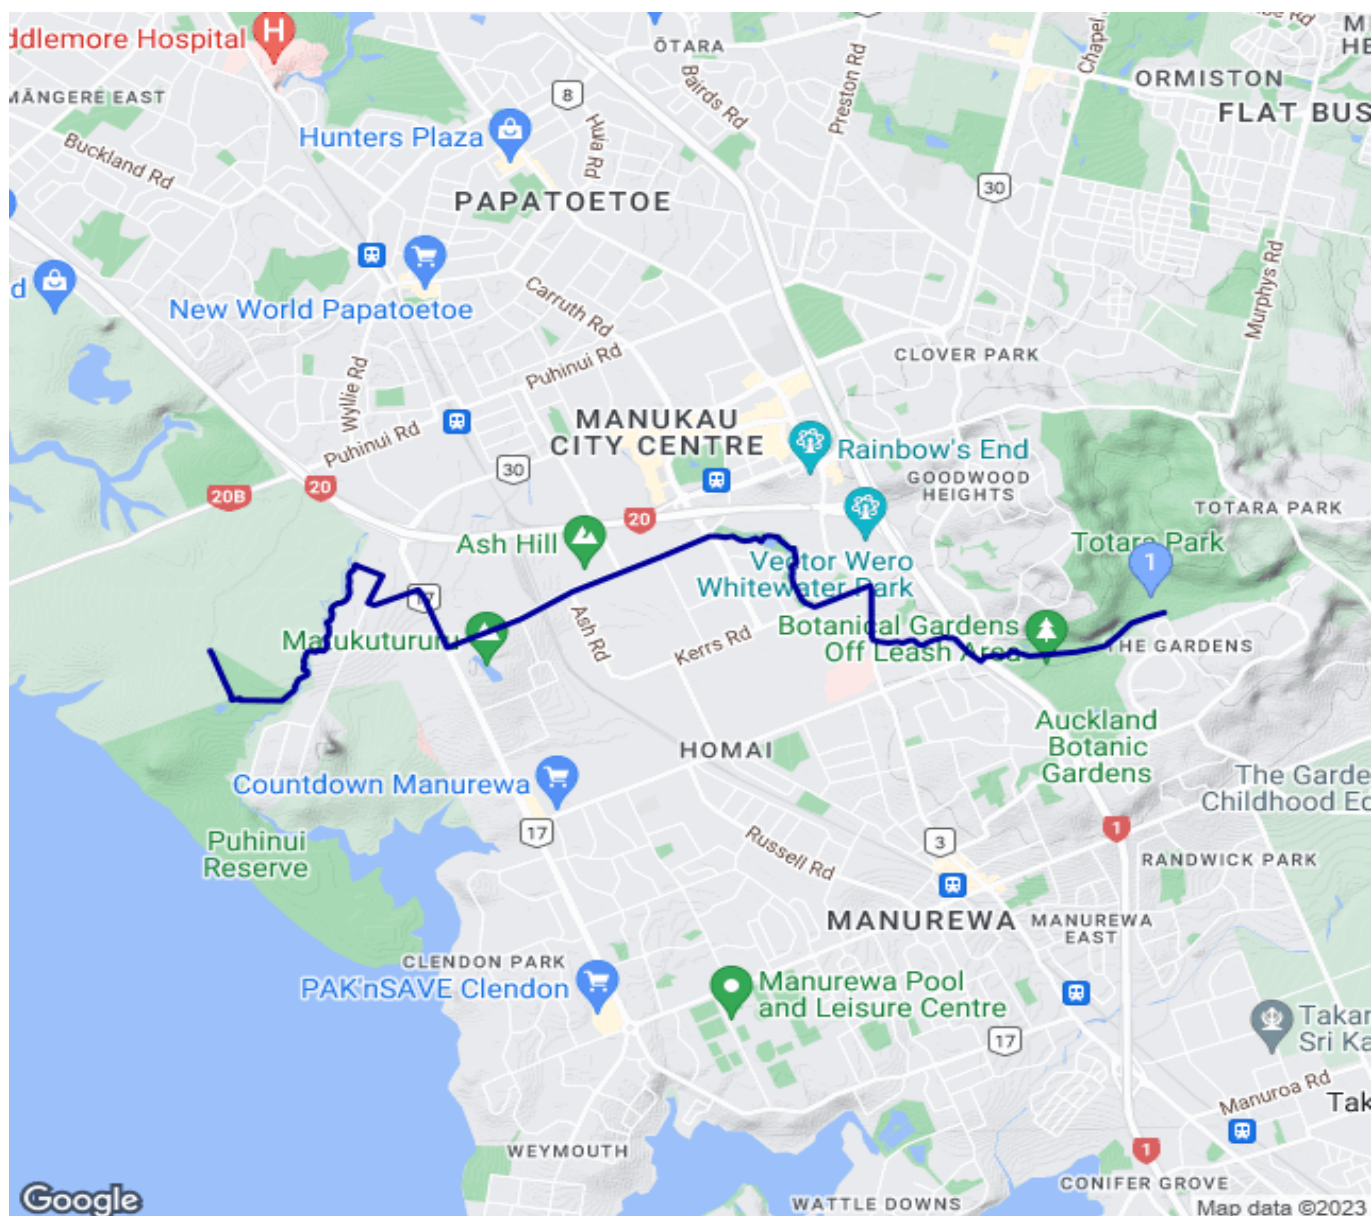 ŌTARA
Chapel
ddlemore Hospital
H
ORMISTON
MĀNGERE EAST
8
Bairds Rd
Preston Rd
FLAT BUS
Hunters Plaza
Huia Rd
Buckland Rd
30
PAPATOETOE
d
New World Papatoetoe
Carruth Rd
Murphys Rd
Wyllie Rd
Puhinui Rd
CLOVER PARK
Puhinui Rd
MANUKAU
CITY CENTRE
Rainbow's End
30
GOODWOOD
HEIGHTS
20B
20
20
TOTARA PARK
Ash Hill
Totara Park
1
Vector Wero
Whitewater Park
17
Matukutururu
Ash Rd
Kerrs Rd
Botanical Gardens
Off Leash Area
THE GARDENS
HOMAI
Auckland
Botanic
Gardens
Countdown Manurewa
The Garde
Childhood Ed
17
Puhinui
Reserve
Russell Rd
3
1
RANDWICK PARK
MANUREWA
MANUREWA
EAST
CLENDON PARK
PAK'nSAVE Clendon
Manurewa Pool
and Leisure Centre
17
Takar
Sri Ka
Manuroa Rd
Tak
WEYMOUTH
1
CONIFER GROVE
Google
WATTLE DOWNS
Map data ©2023